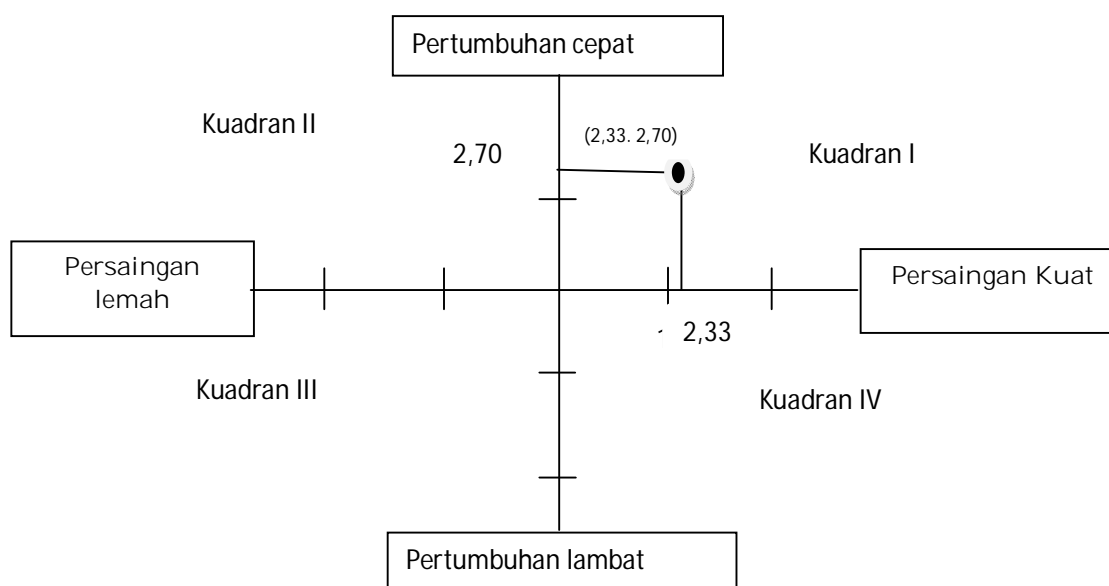 Pertumbuhan cepat
Kuadran II
(2,33. 2,70)
2,70
Kuadran I
Persaingan
lemah
Persaingan Kuat
2,33
Kuadran III
Kuadran IV
Pertumbuhan lambat